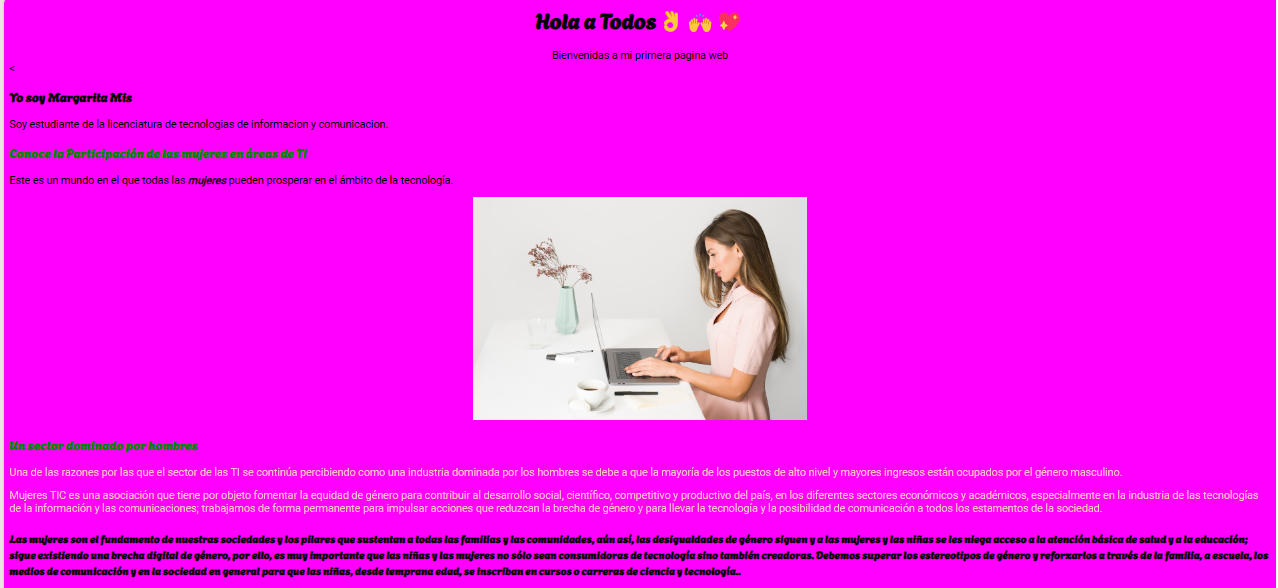 Hola a Todos👌 🙌 💖
Bienvenidas a mi primera pagina web
<
Yo soy Margarita Mis
Soy estudiante de la licenciatura de tecnologias de informacion y comunicacion.
Conoce la Participación de las mujeres en áreas de TI
Este es un mundo en el que todas las mujeres pueden prosperar en el ámbito de la tecnología.
Un sector dominado por hombres
Una de las razones por las que el sector de las TI se continúa percibiendo como una industria dominada por los hombres se debe a que la mayoría de los puestos de alto nivel y mayores ingresos están ocupados por el género masculino.
Mujeres TIC es una asociación que tiene por objeto fomentar la equidad de género para contribuir al desarrollo social, científico, competitivo y productivo del país, en los diferentes sectores económicos y académicos, especialmente en la industria de las tecnologías
de la información y las comunicaciones; trabajamos de forma permanente para impulsar acciones que reduzcan la brecha de género y para llevar la tecnología y la posibilidad de comunicación a todos los estamentos de la sociedad.
Las mujeres son el fundamento de nuestras sociedades y los pilares que sustentan a todas las familias y las comunidades, aún así, las desigualdades de género siguen y a las mujeres y las niñas se les niega acceso a la atención básica de salud y a la educación;
sigue existiendo una brecha digital de género, por ello, es muy importante que las niñas y las mujeres no sólo sean consumidoras de tecnología sino también creadoras. Debemos superar los estereotipos de género y reforzarlos a través de la familia, a escuela, los
medios de comunicación y en la sociedad en general para que las niñas, desde temprana edad, se inscriban en cursos o carreras de ciencia y tecnología..